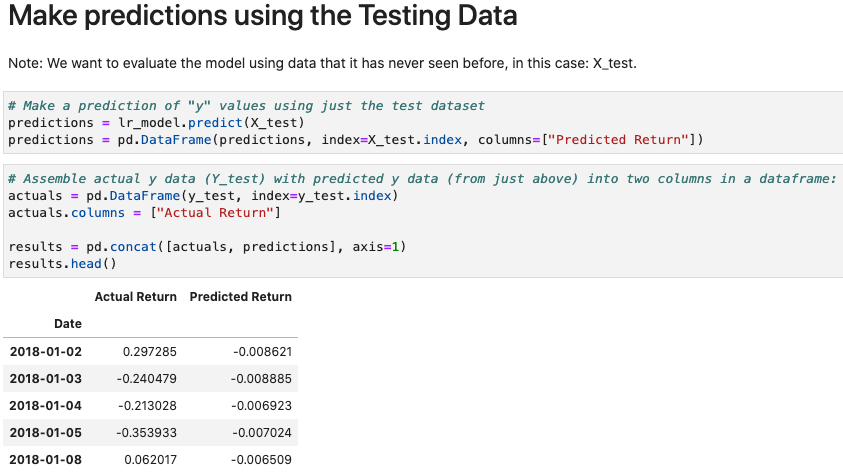 Make predictions using the Testing Data
Note: We want to evaluate the model using data that it has never seen before, in this case: X_test.
# Make a prediction of "y" values using just the test dataset
predictions = lr_model.predict(X_test)
predictions = pd.DataFrame(predictions, index=X_test.index, columns=["Predicted Return"])
# Assemble actual y data (Y_test) with predicted y data (from just above) into two columns in a dataframe:
actuals = pd.DataFrame(y_test, index=y_test.index)
actuals.columns = ["Actual Return"]
results = pd.concat([actuals, predictions], axis=1)
results.head()
Actual Return Predicted Return
Date
2018-01-02 0.297285 -0.008621
2018-01-03 -0.240479 -0.008885
2018-01-04 -0.213028 -0.006923
2018-01-05 -0.353933 -0.007024
2018-01-08 0.062017 -0.006509